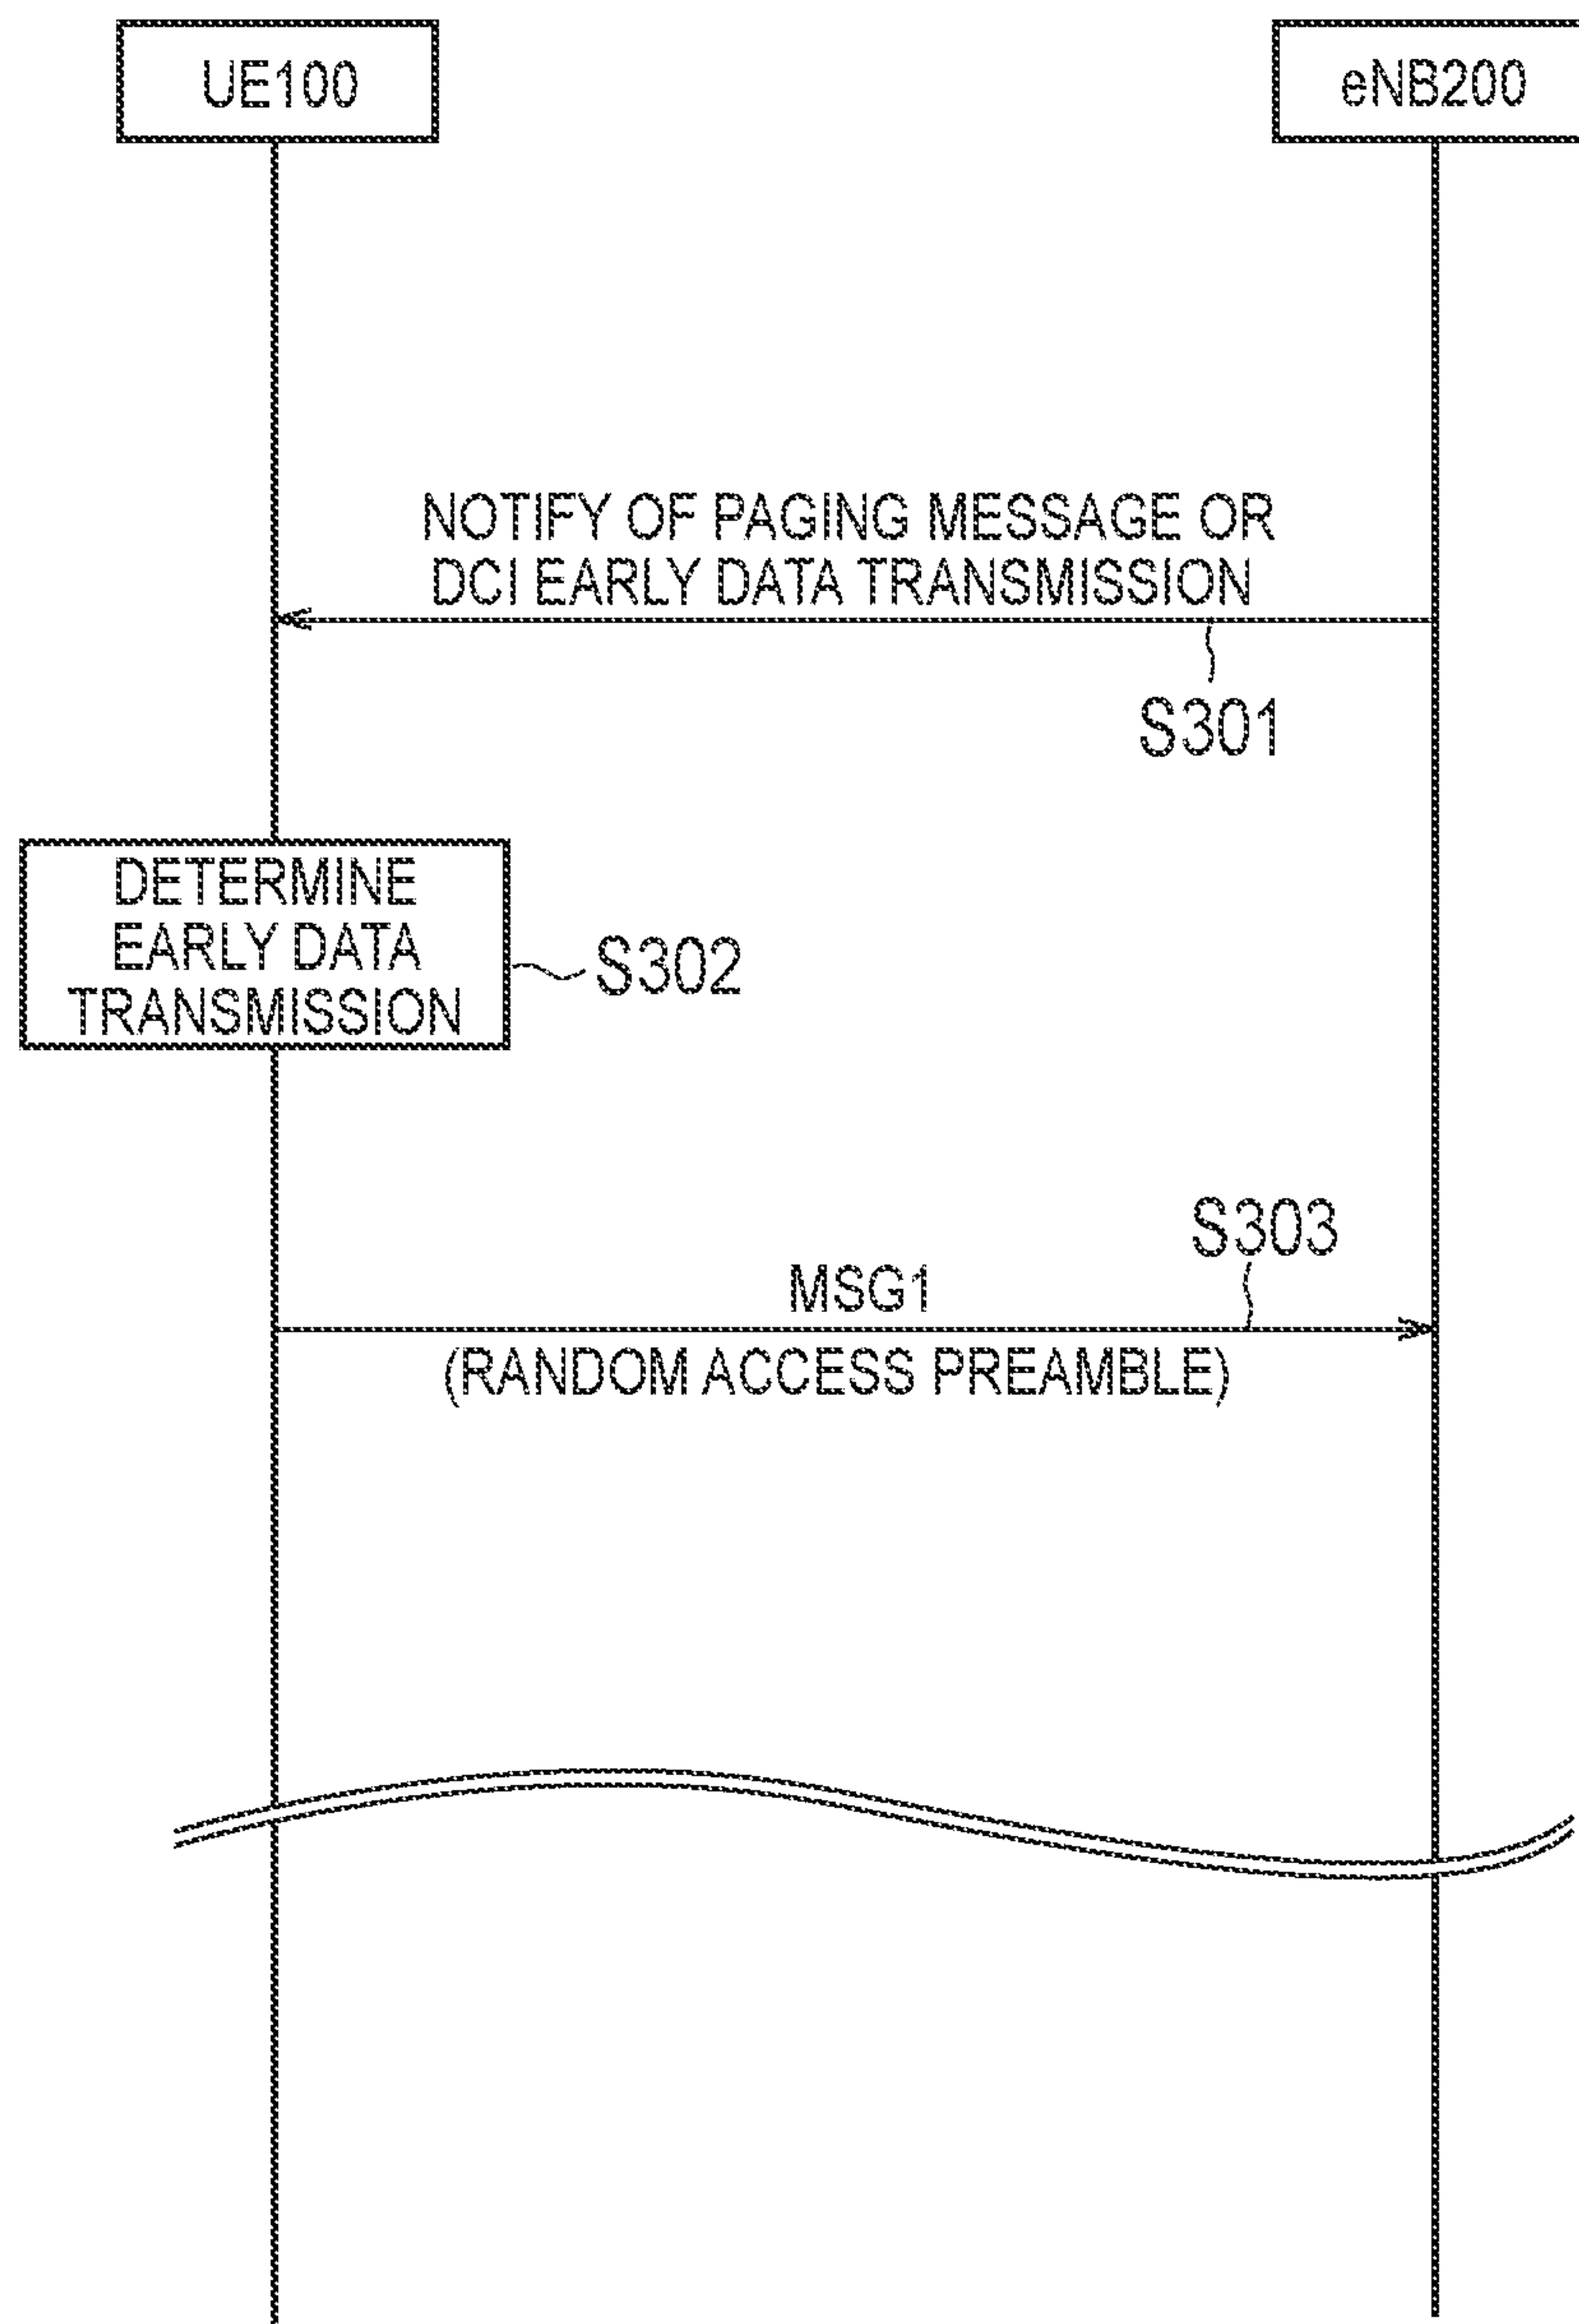 UE100
eNB200
NOTIFY OF PAGING MESSAGE OR
DCI EARLY DATA TRANSMISSION
S301
DETERMINE
EARLY DATA
TRANSMISSION
S302
S303
MSG1
(RANDOM ACCESS PREAMBLE)